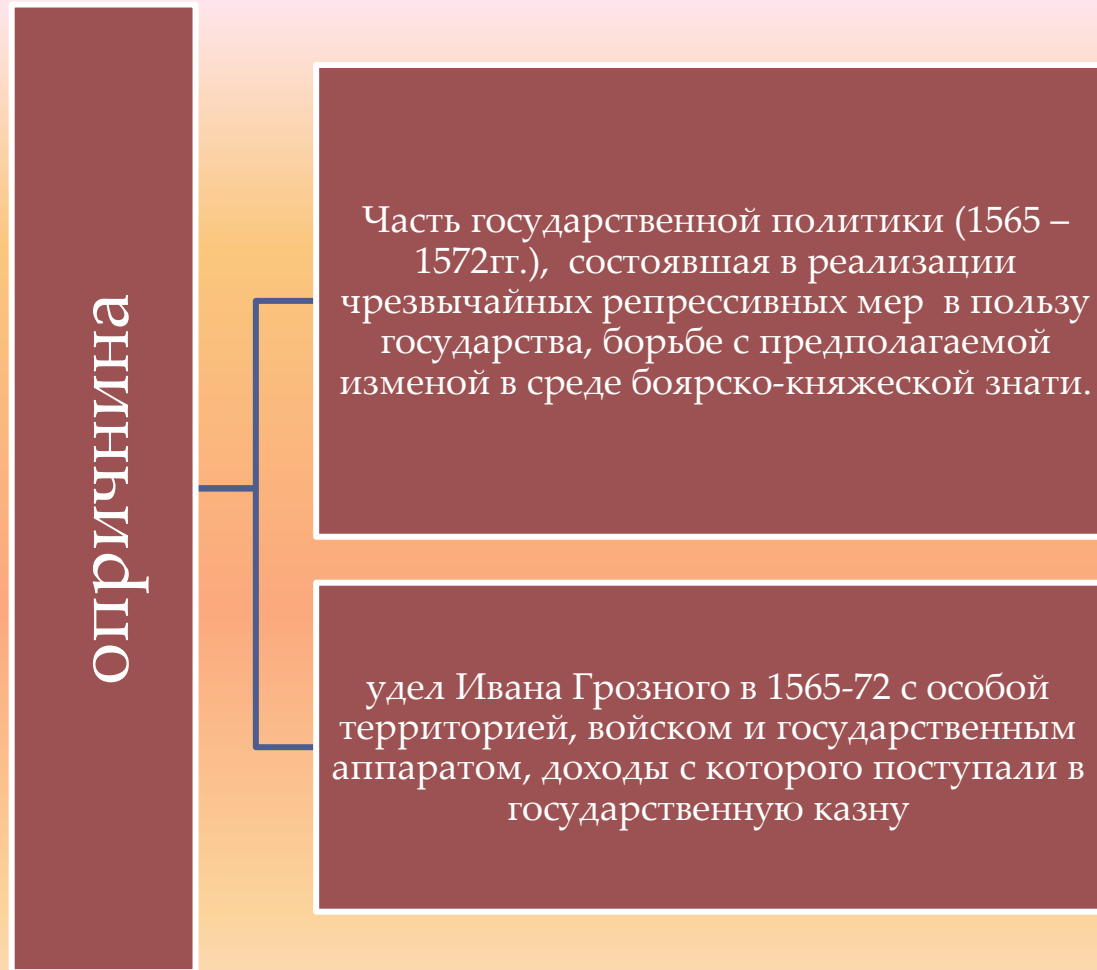 опричнина
Часть государственной политики (1565 –
1572гг.),  состоявшая в реализации
чрезвычайных репрессивных мер  в пользу
государства, борьбе с предполагаемой
изменой в среде боярско-княжеской знати.
удел Ивана Грозного в 1565-72 с особой
территорией, войском и государственным
аппаратом, доходы с которого поступали в
государственную казну